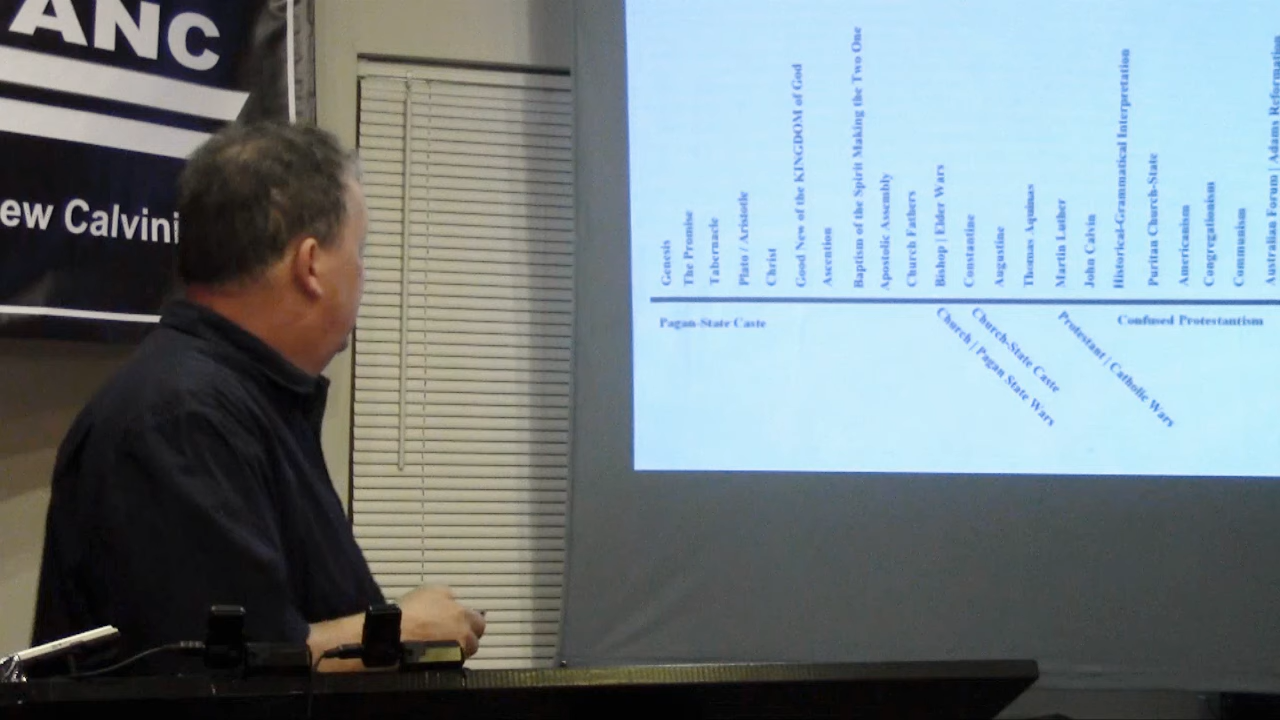 ANC
ew Calvini
Genesis
The Promise
Tabernacle
Plato / Aristotle
Christ
Good New of the KINGDOM of God
Ascention
Baptism of the Spirit Making the Two One
Apostolic Assembly
Church Fathers
Bishop | Elder Wars
Constantine
Augustine
Thomas Aquinas
Martin Luther
John Calvin
Historical-Grammatical Interpretation
Puritan Church-State
Americanism
Congregationism
Communism
Australian Forum | Adams Reformation
Pagan-State Caste
Church | Pagan State Wars
Church-State Caste
Protestant | Catholic Wars
Confused Protestantism